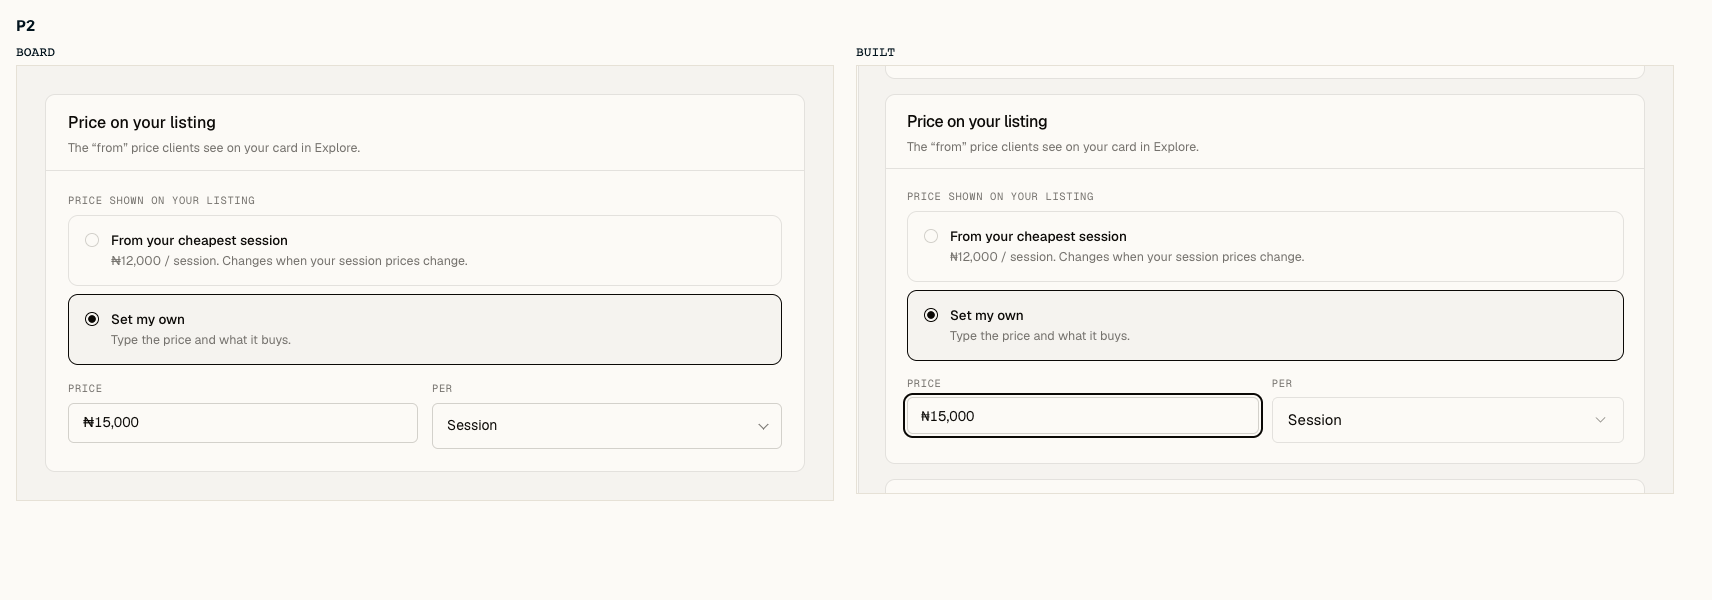 P2
BOARD
Price on your listing
The “from” price clients see on your card in Explore.
PRICE SHOWN ON YOUR LISTING
From your cheapest session
₦12,000 / session. Changes when your session prices change.
Set my own
Type the price and what it buys.
PRICE
PER
₦15,000
Session
BUILT
Price on your listing
The “from” price clients see on your card in Explore.
PRICE SHOWN ON YOUR LISTING
From your cheapest session
₦12,000 / session. Changes when your session prices change.
Set my own
Type the price and what it buys.
PRICE
PER
₦15,000
Session